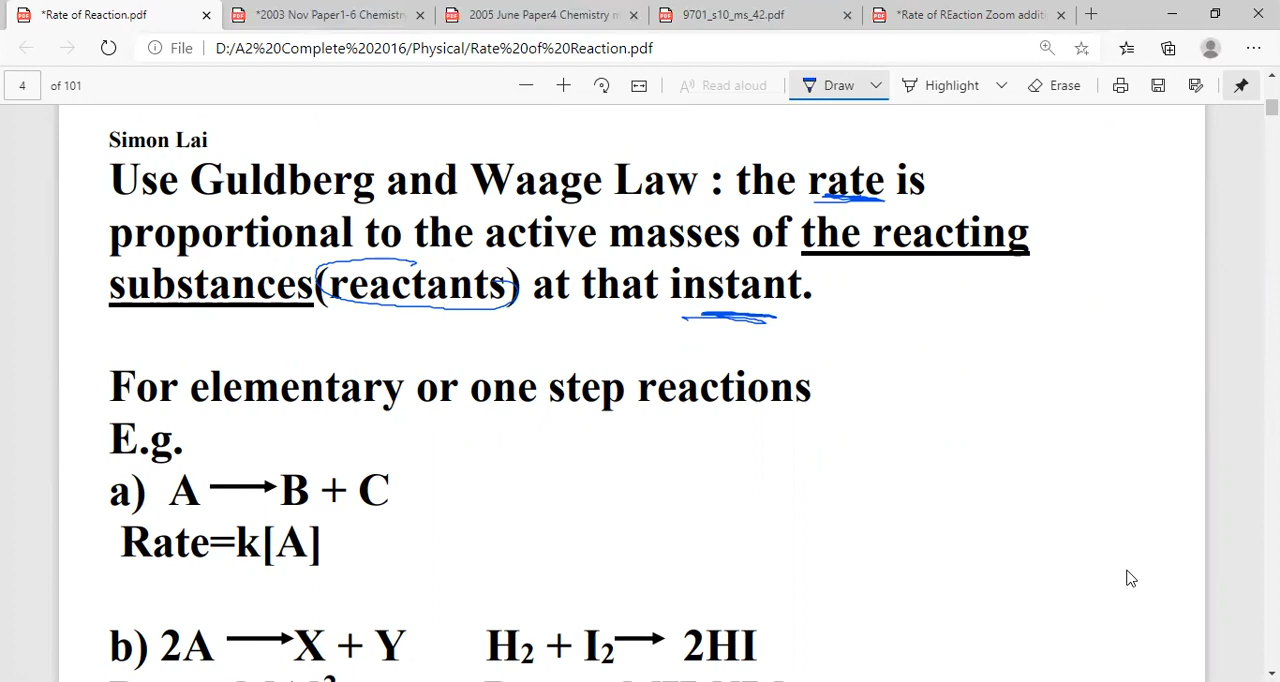 *Rate of Reaction.pdf
*2003 Nov Paper1-6 Chemistry
2005 June Paper4 Chemistry m
9701_s10_ms_42.pdf
*Rate of REaction Zoom additi
File
D:/A2%20Complete%202016/Physical/Rate%20of%20Reaction.pdf
4 of 101
Read aloud
Draw
Highlight
Erase
Simon Lai
Use Guldberg and Waage Law : the rate is
proportional to the active masses of the reacting
substances(reactants) at that instant.
For elementary or one step reactions
E.g.
a) A ⟶ B + C
Rate=k[A]
b) 2A ⟶ X + Y H₂ + I₂ ⟶ 2HI